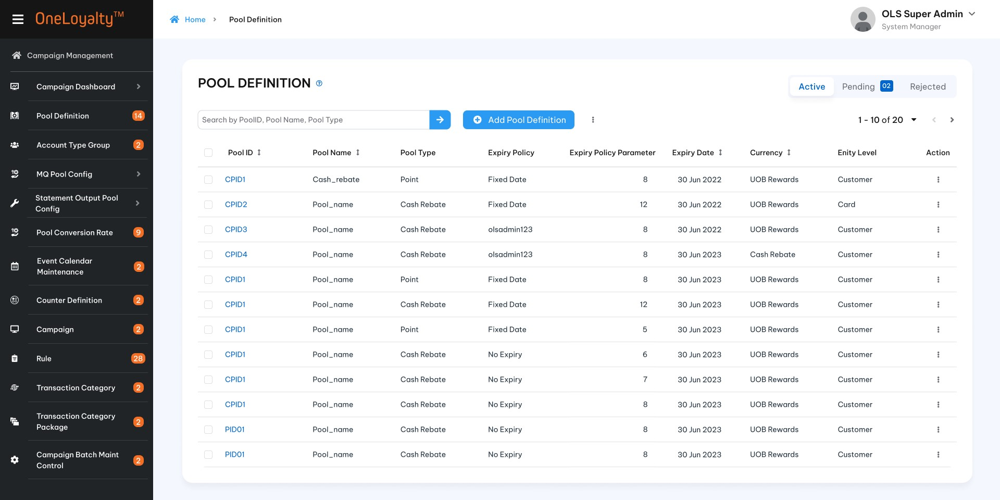 OneLoyalty™
Home
Pool Definition
OLS Super Admin
System Manager
Campaign Management
Campaign Dashboard
Pool Definition 14
Account Type Group 2
MQ Pool Config
Statement Output Pool
Config
Pool Conversion Rate 9
Event Calendar
Maintenance 2
Counter Definition 2
Campaign 2
Rule 28
Transaction Category 2
Transaction Category
Package 2
Campaign Batch Maint
Control 2
POOL DEFINITION
Active Pending 02 Rejected
Search by PoolID, Pool Name, Pool Type
Add Pool Definition
1 - 10 of 20
Pool ID Pool Name Pool Type Expiry Policy Expiry Policy Parameter Expiry Date Currency Enity Level Action
CPID1 Cash_rebate Point Fixed Date 8 30 Jun 2022 UOB Rewards Customer
CPID2 Pool_name Cash Rebate Fixed Date 12 30 Jun 2022 UOB Rewards Card
CPID3 Pool_name Cash Rebate olsadmin123 8 30 Jun 2022 UOB Rewards Customer
CPID4 Pool_name Cash Rebate olsadmin123 8 30 Jun 2023 Cash Rebate Customer
CPID1 Pool_name Point Fixed Date 8 30 Jun 2023 UOB Rewards Customer
CPID1 Pool_name Cash Rebate Fixed Date 12 30 Jun 2023 UOB Rewards Customer
CPID1 Pool_name Point Fixed Date 5 30 Jun 2023 UOB Rewards Customer
CPID1 Pool_name Cash Rebate No Expiry 6 30 Jun 2023 UOB Rewards Customer
CPID1 Pool_name Cash Rebate No Expiry 7 30 Jun 2023 UOB Rewards Customer
CPID1 Pool_name Cash Rebate No Expiry 8 30 Jun 2023 UOB Rewards Customer
PID01 Pool_name Cash Rebate No Expiry 8 30 Jun 2023 UOB Rewards Customer
PID01 Pool_name Cash Rebate No Expiry 8 30 Jun 2023 UOB Rewards Customer